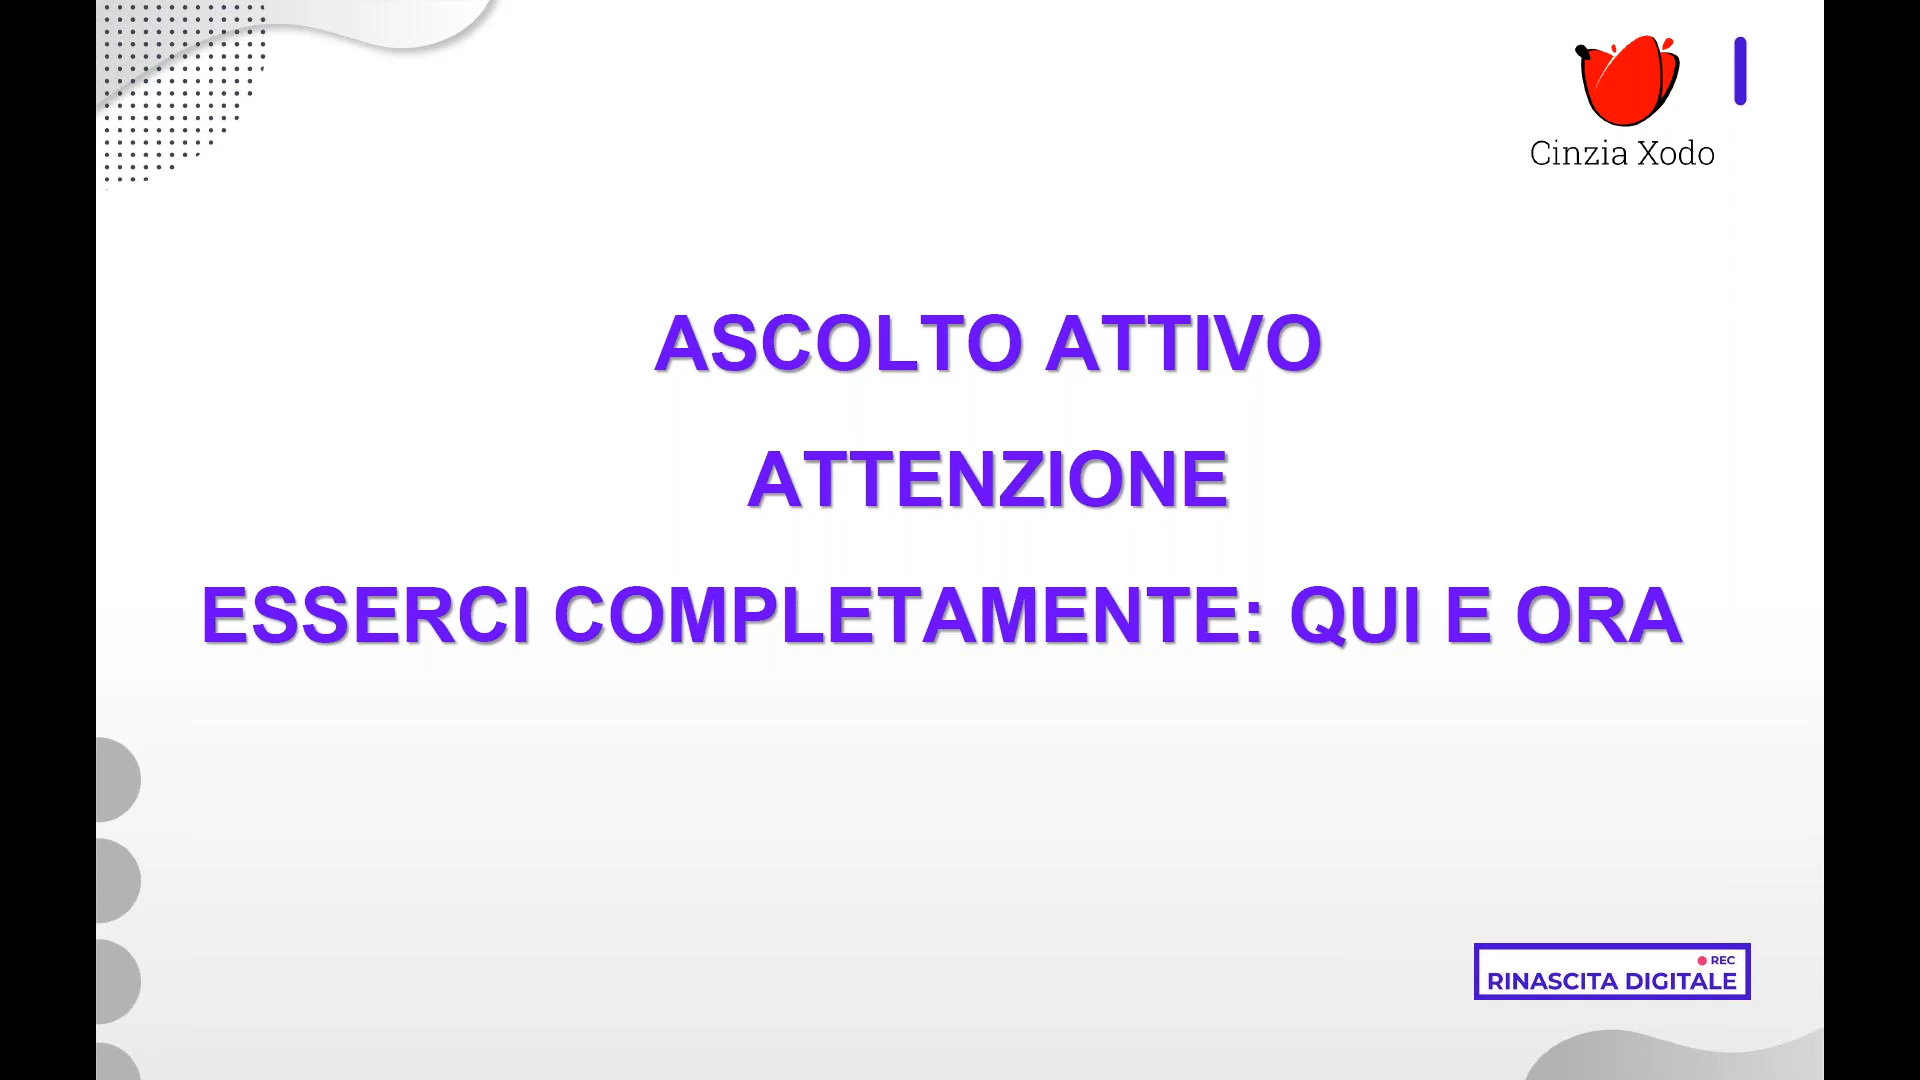 Cinzia Xodo
ASCOLTO ATTIVO
ATTENZIONE
ESSERCI COMPLETAMENTE: QUI E ORA
REC
RINASCITA DIGITALE